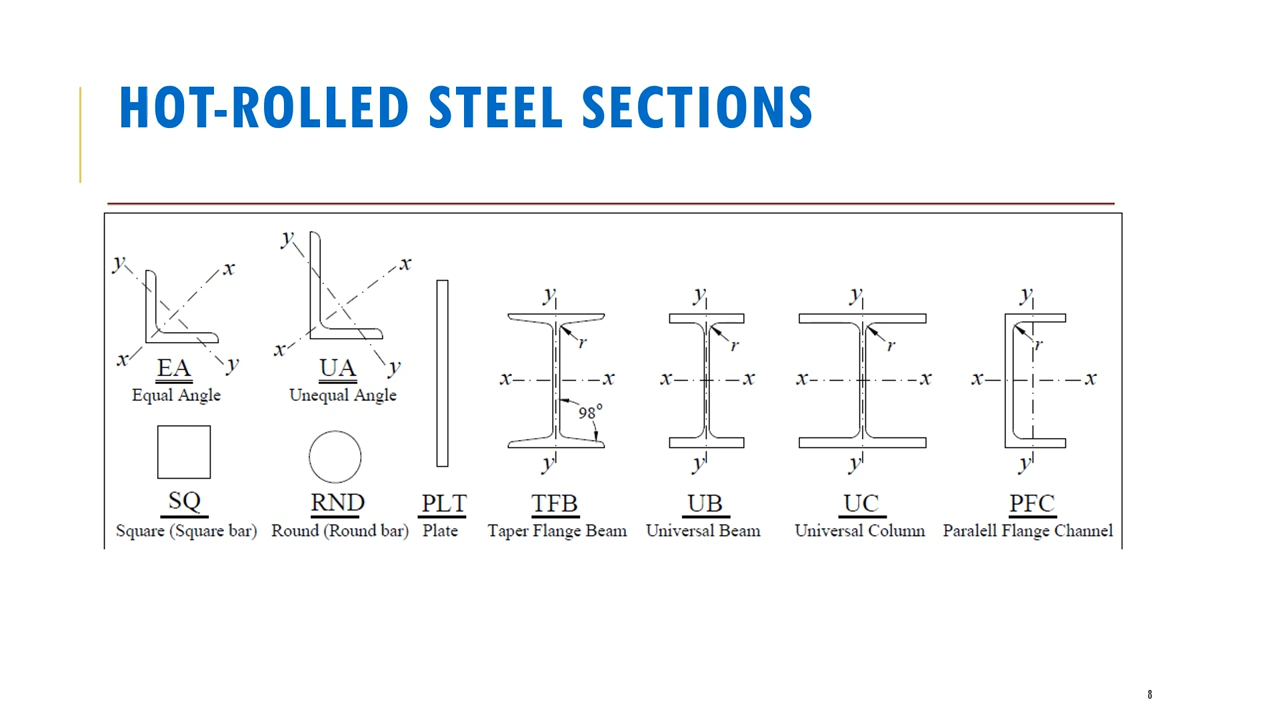 HOT-ROLLED STEEL SECTIONS
y x x y
EA
Equal Angle
y x x y
UA
Unequal Angle
SQ
Square (Square bar)
RND
Round (Round bar)
PLT
Plate
y r x x 98° y
TFB
Taper Flange Beam
y r x x y
UB
Universal Beam
y r x x y
UC
Universal Column
y r x x y
PFC
Paralell Flange Channel
8